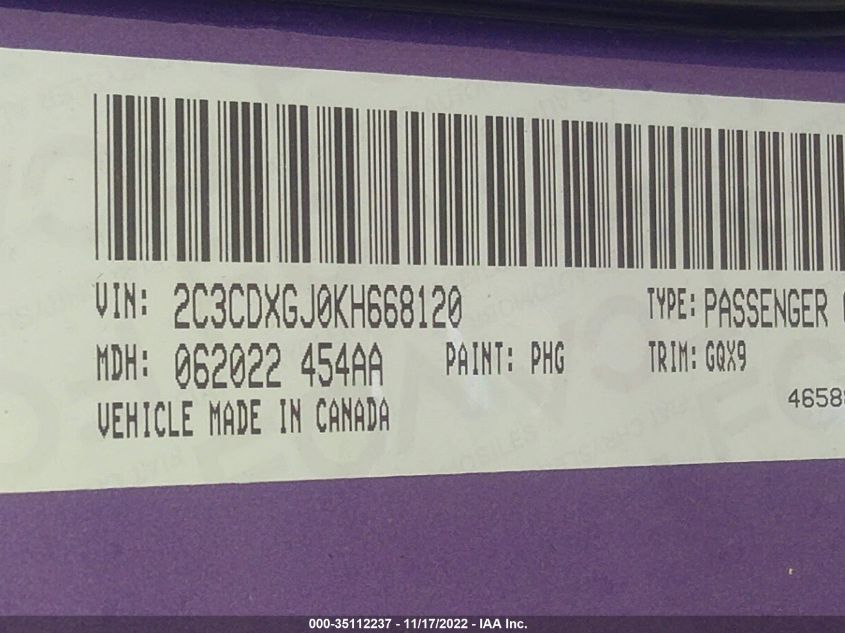 VIN: 2C3CDXGJ0KH668120 TYPE: PASSENGER
MDH: 062022 454AA PAINT: PHG TRIM: GQX9
VEHICLE MADE IN CANADA
000-35112237 - 11/17/2022 - IAA Inc.